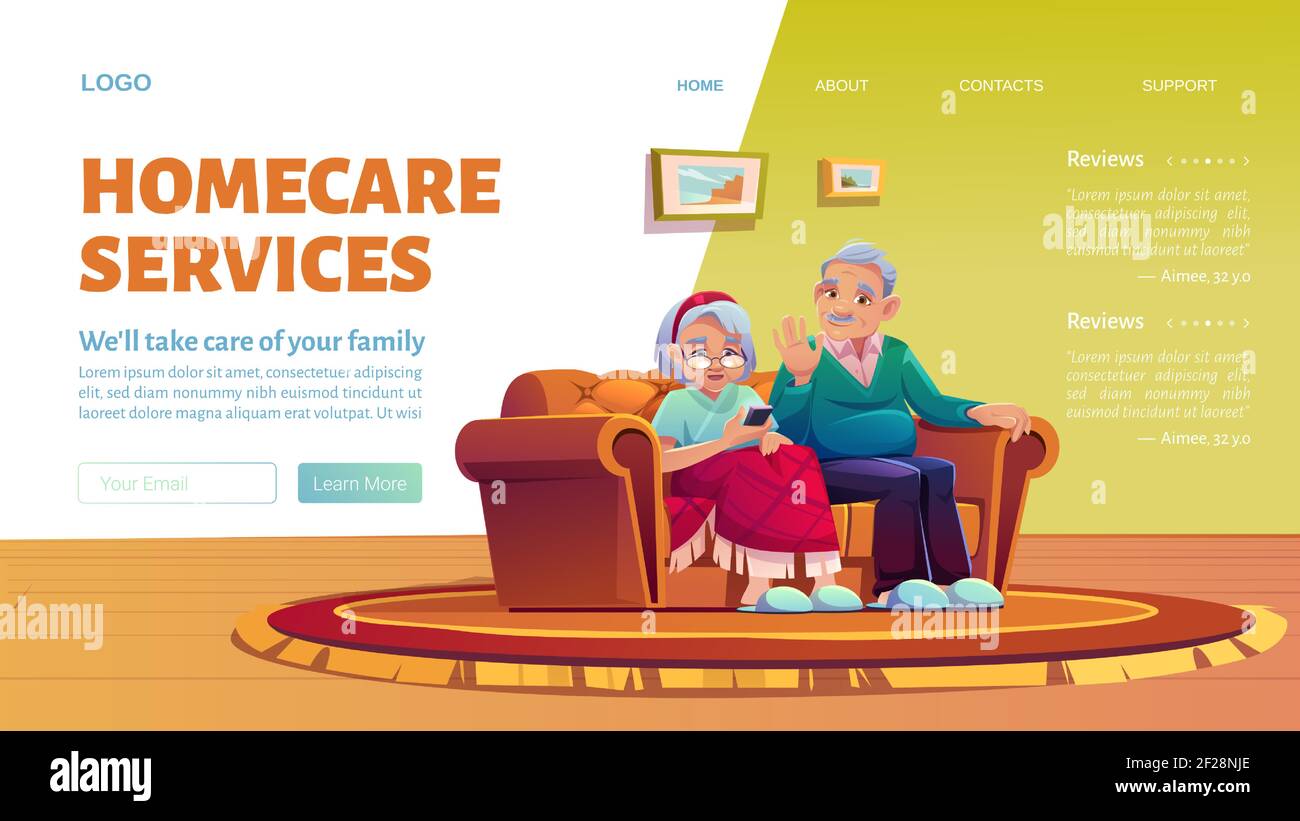 LOGO
HOME
ABOUT
CONTACTS
SUPPORT
HOMECARE
SERVICES
We'll take care of your family
Lorem ipsum dolor sit amet, consectetuer adipiscing
elit, sed diam nonummy nibh euismod tincidunt ut
laoreet dolore magna aliquam erat volutpat. Ut wisi
Your Email
Learn More
Reviews
"Lorem ipsum dolor sit amet,
consectetuer adipiscing elit,
sed diam nonummy nibh
euismod tincidunt ut laoreet"
— Aimee, 32 y.o
Reviews
"Lorem ipsum dolor sit amet,
consectetuer adipiscing elit,
sed diam nonummy nibh
euismod tincidunt ut laoreet"
— Aimee, 32 y.o
alamy
alamy
alamy
alamy
Image ID: 2F28NJE
www.alamy.com